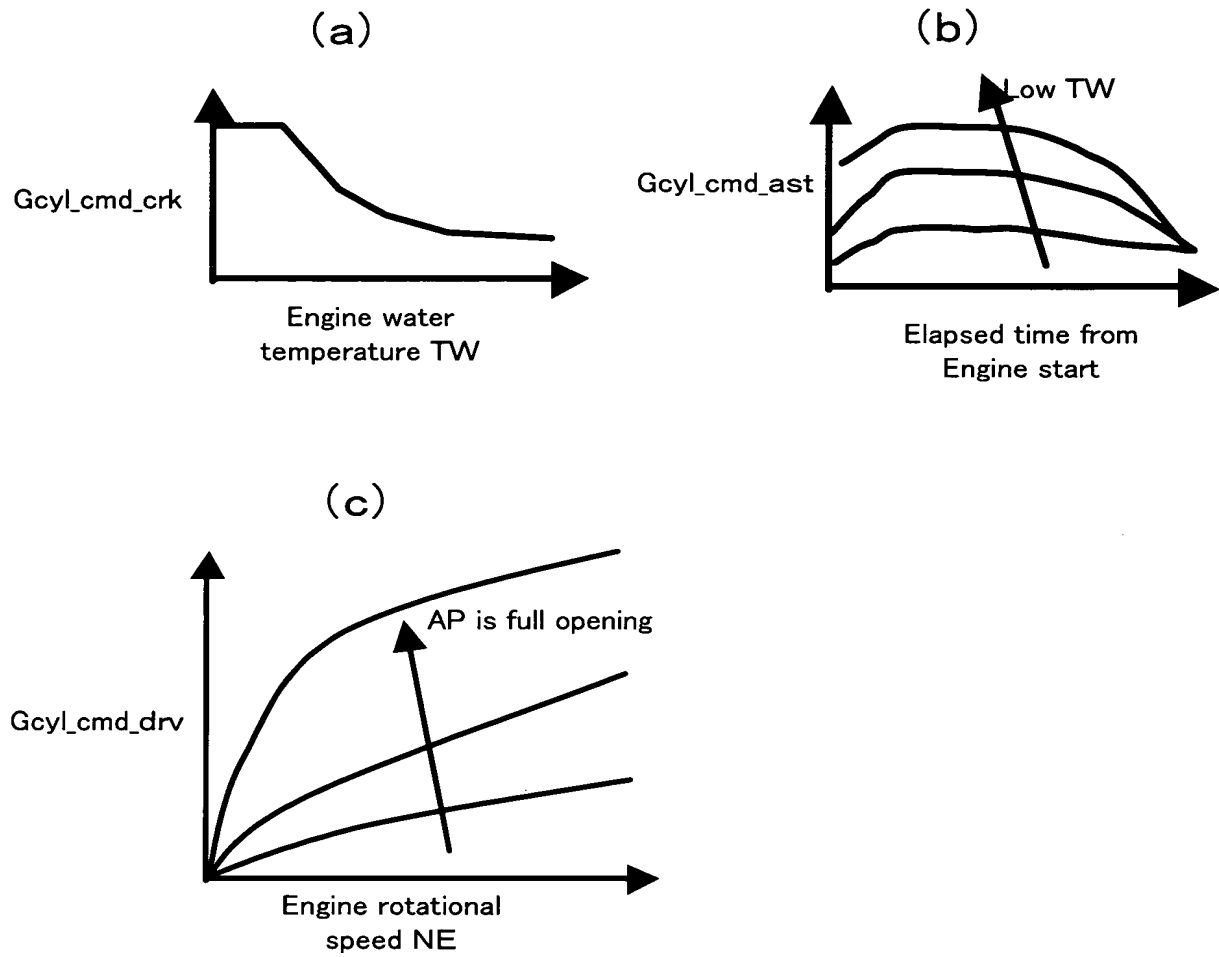 (a)
Gcyl_cmd_crk
Engine water
temperature TW
(b)
Low TW
Gcyl_cmd_ast
Elapsed time from
Engine start
(c)
AP is full opening
Gcyl_cmd_drv
Engine rotational
speed NE